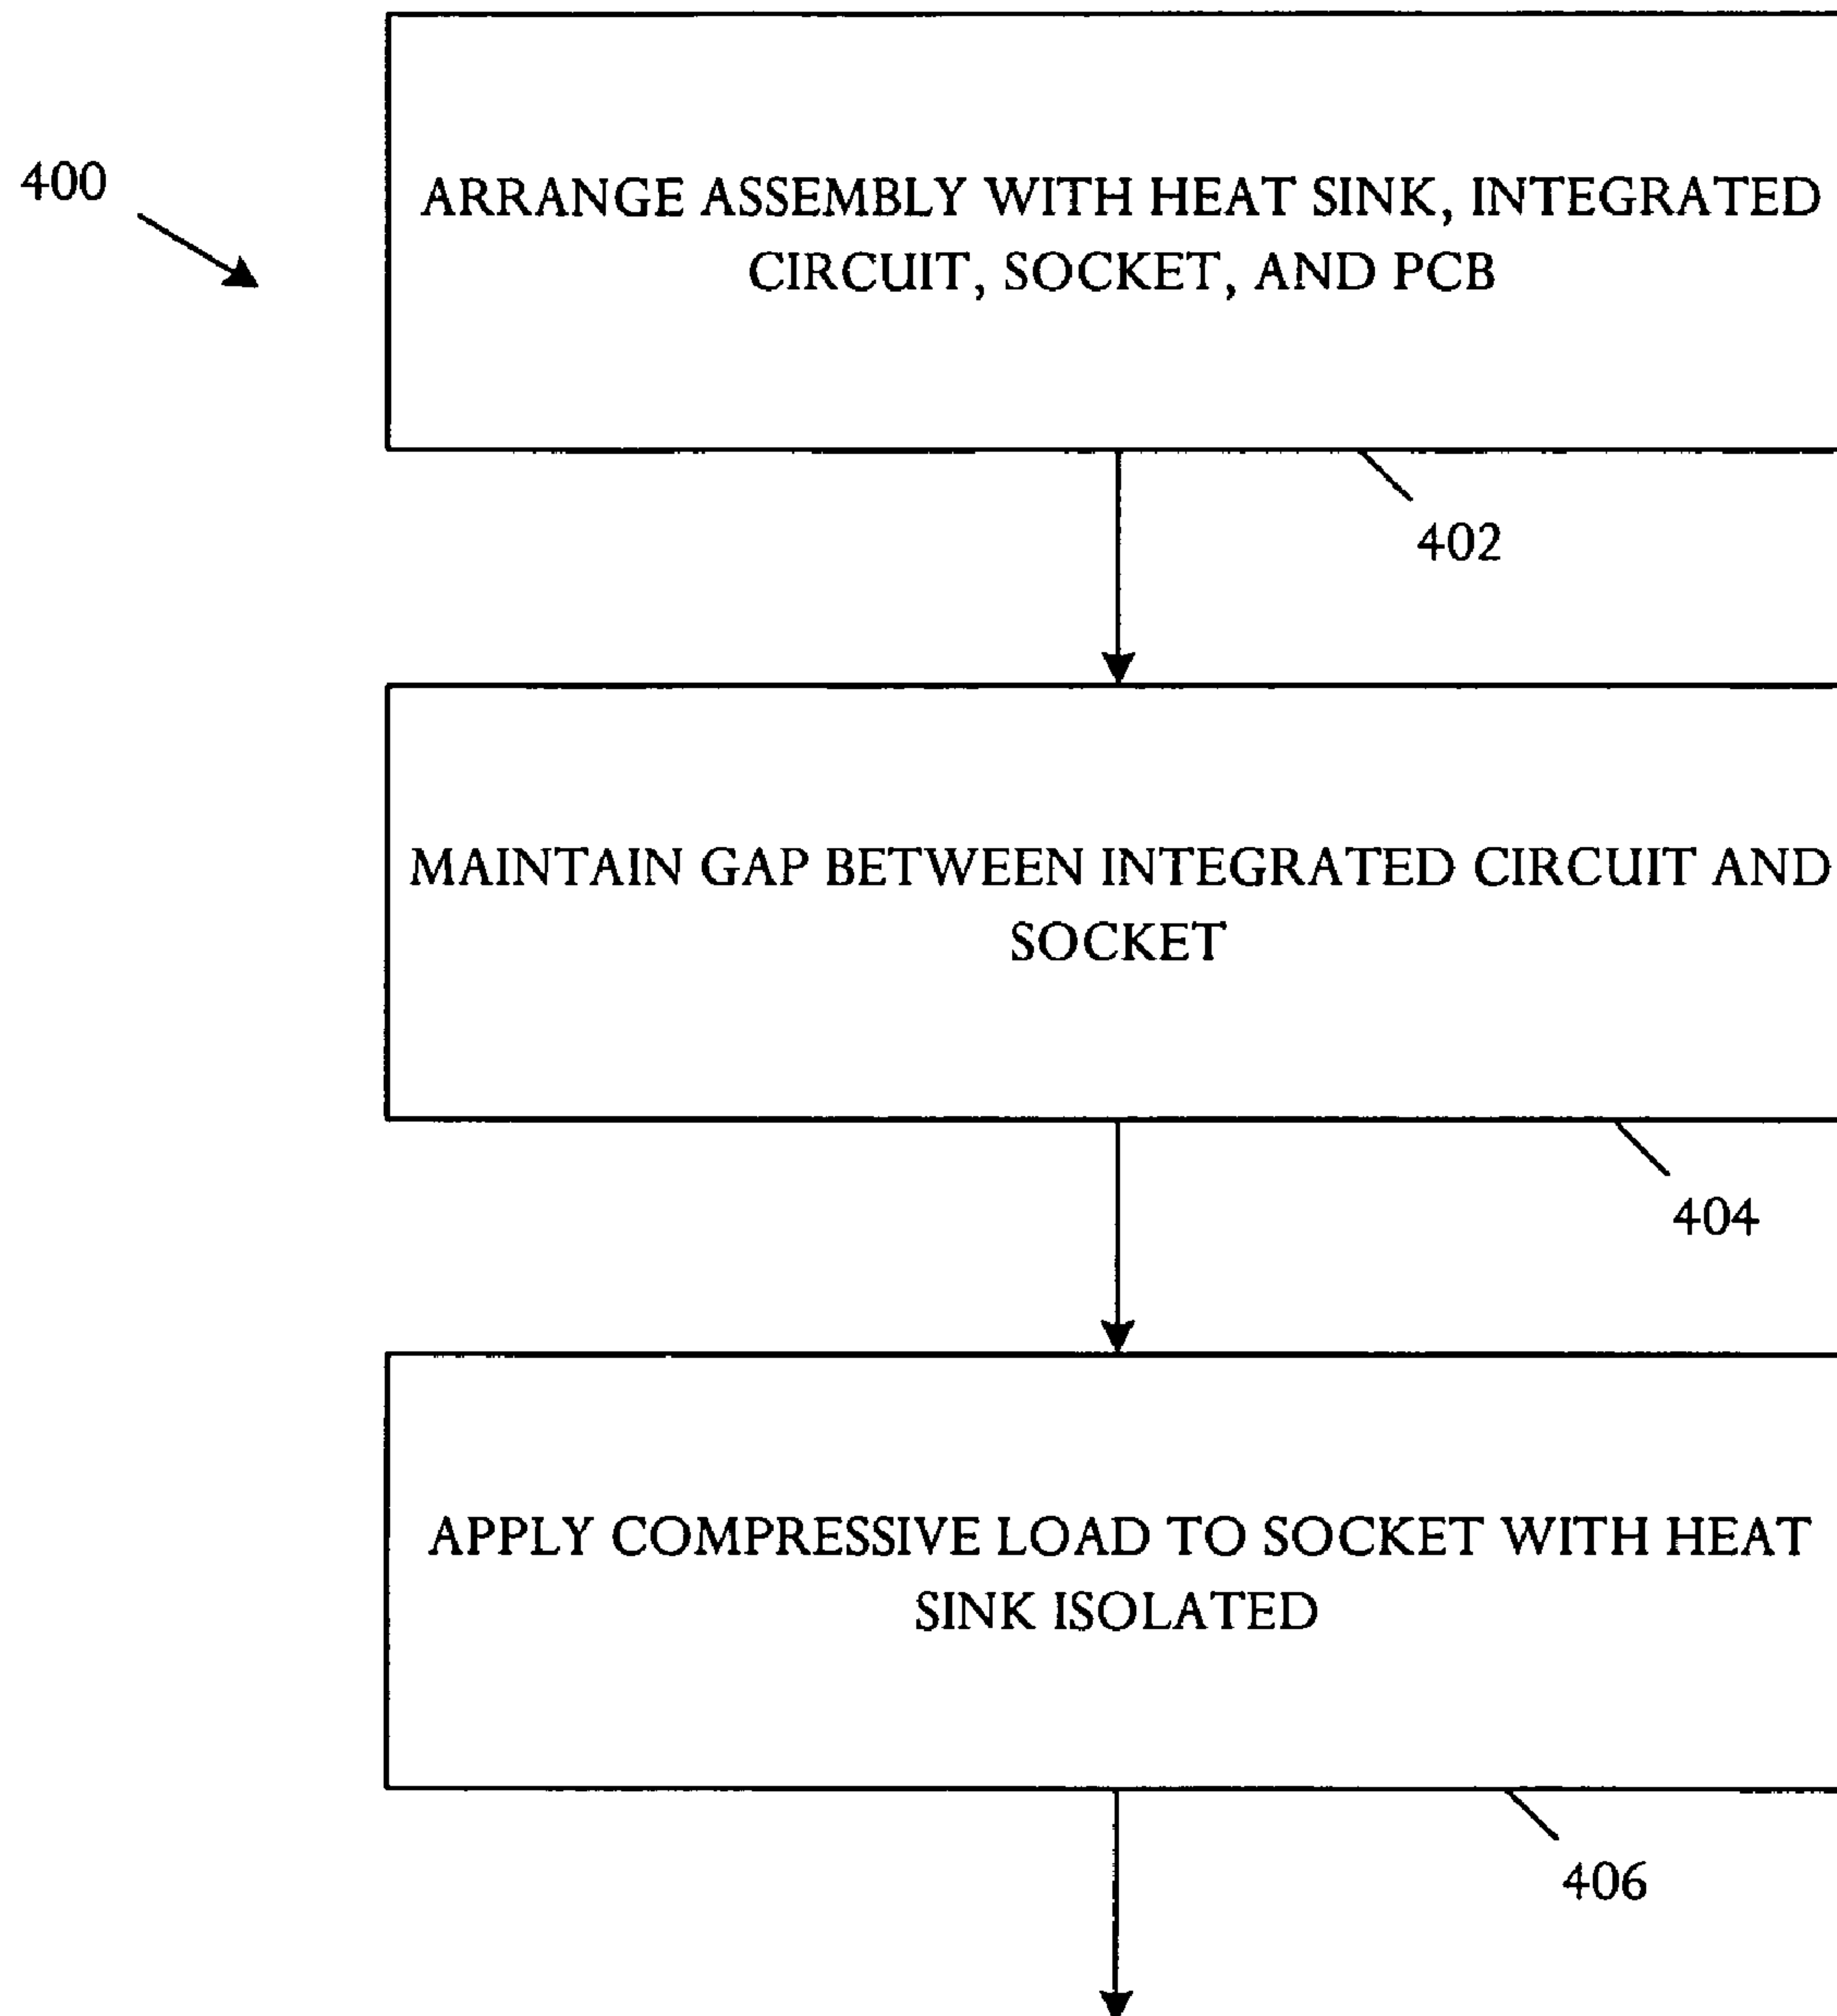 400
ARRANGE ASSEMBLY WITH HEAT SINK, INTEGRATED
CIRCUIT, SOCKET, AND PCB
402
MAINTAIN GAP BETWEEN INTEGRATED CIRCUIT AND
SOCKET
404
APPLY COMPRESSIVE LOAD TO SOCKET WITH HEAT
SINK ISOLATED
406